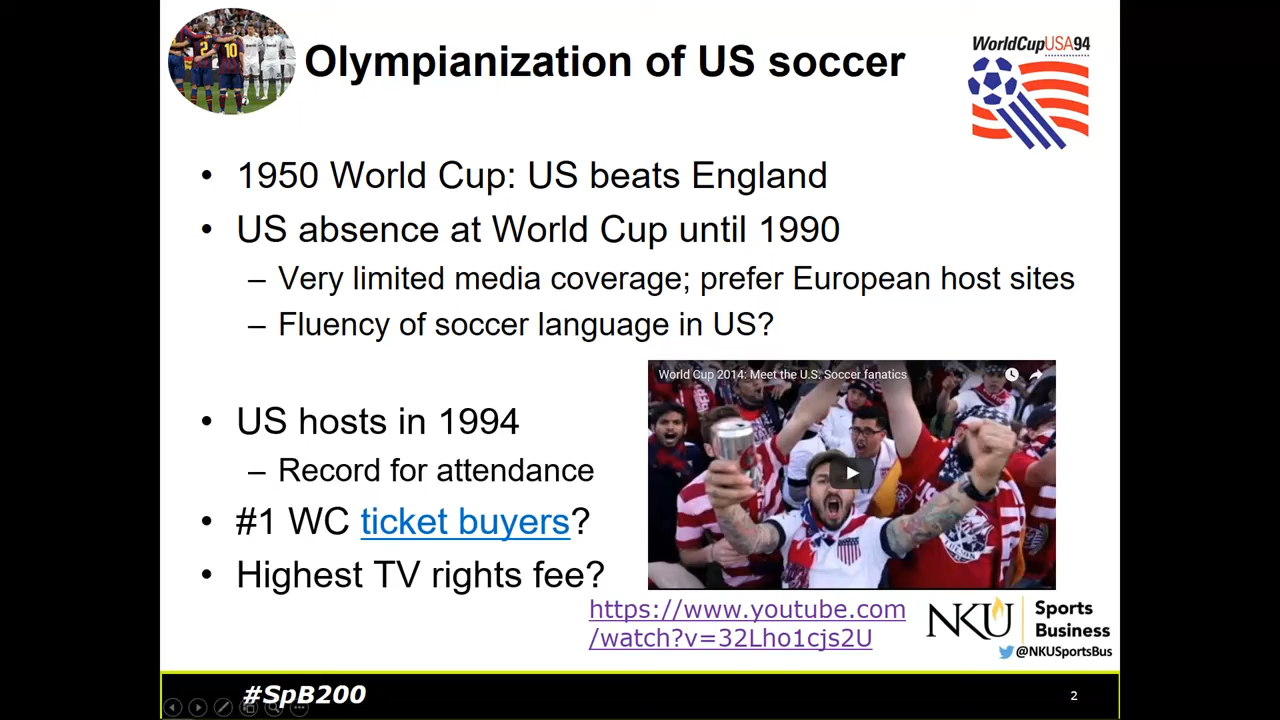 Olympianization of US soccer
WorldCupUSA94
• 1950 World Cup: US beats England
• US absence at World Cup until 1990
– Very limited media coverage; prefer European host sites
– Fluency of soccer language in US?
• US hosts in 1994
– Record for attendance
• #1 WC ticket buyers?
• Highest TV rights fee?
World Cup 2014: Meet the U.S. Soccer fanatics
https://www.youtube.com
/watch?v=32Lho1cjs2U
NKU Sports
Business
@NKUSportsBus
#SpB200
2